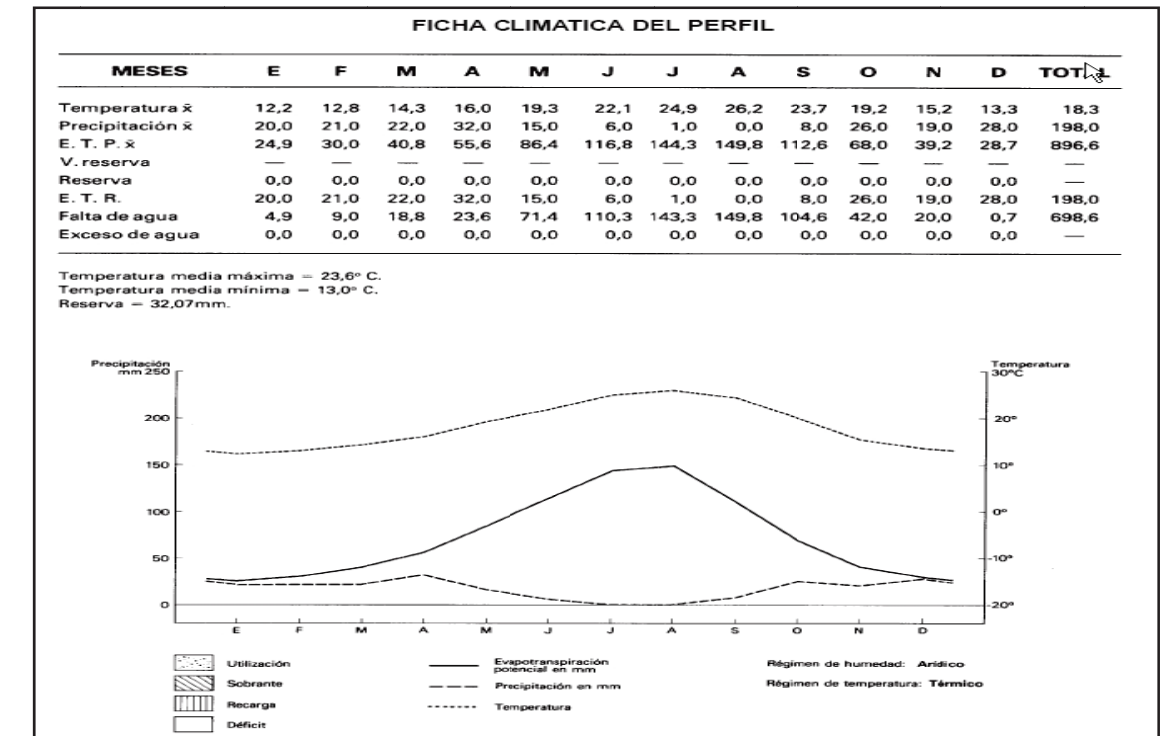 FICHA CLIMATICA DEL PERFIL
MESES E F M A M J J A S O N D
Temperatura x̄ 12,2 12,8 14,3 16,0 19,3 22,1 24,9 26,2 23,7 19,2 15,2 13,3 18,3
Precipitación x̄ 20,0 21,0 22,0 32,0 15,0 6,0 1,0 0,0 8,0 26,0 19,0 28,0 198,0
E. T. P. x̄ 24,9 30,0 40,8 55,6 86,4 116,8 144,3 149,8 112,6 68,0 39,2 28,7 896,6
V. reserva — — — — — — — — — — — — —
Reserva 0,0 0,0 0,0 0,0 0,0 0,0 0,0 0,0 0,0 0,0 0,0 0,0 —
E. T. R. 20,0 21,0 22,0 32,0 15,0 6,0 1,0 0,0 8,0 26,0 19,0 28,0 198,0
Falta de agua 4,9 9,0 18,8 23,6 71,4 110,3 143,3 149,8 104,6 42,0 20,0 0,7 698,6
Exceso de agua 0,0 0,0 0,0 0,0 0,0 0,0 0,0 0,0 0,0 0,0 0,0 0,0 —
Temperatura media máxima — 23,6º C.
Temperatura media mínima — 13,0º C.
Reserva — 32,07mm.
Precipitación Temperatura
mm 250 30ºC
200 20º
150 10º
100 0º
50 -10º
0 -20º
E F M A M J J A S O N D
Utilización
Sobrante
Recarga
Déficit
Evapotranspiración
potencial en mm
Precipitación en mm
Temperatura
Régimen de humedad: Arídico
Régimen de temperatura: Térmico